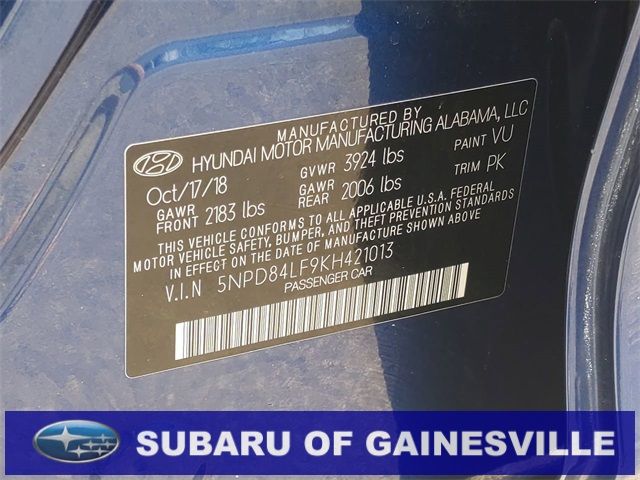 MANUFACTURED BY
HYUNDAI MOTOR MANUFACTURING ALABAMA, LLC
Oct/17/18 GVWR 3924 lbs PAINT VU
GAWR FRONT 2183 lbs GAWR REAR 2006 lbs TRIM PK
THIS VEHICLE CONFORMS TO ALL APPLICABLE U.S.A. FEDERAL
MOTOR VEHICLE SAFETY, BUMPER, AND THEFT PREVENTION STANDARDS
IN EFFECT ON THE DATE OF MANUFACTURE SHOWN ABOVE
V.I.N 5NPD84LF9KH421013
PASSENGER CAR
SUBARU OF GAINESVILLE